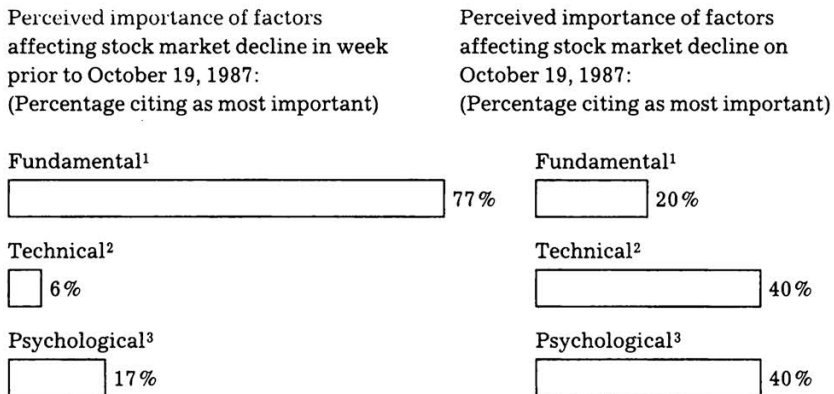 Perceived importance of factors
affecting stock market decline in week
prior to October 19, 1987:
(Percentage citing as most important)
Fundamental¹
77%
Technical²
6%
Psychological³
17%
Perceived importance of factors
affecting stock market decline on
October 19, 1987:
(Percentage citing as most important)
Fundamental¹
20%
Technical²
40%
Psychological³
40%